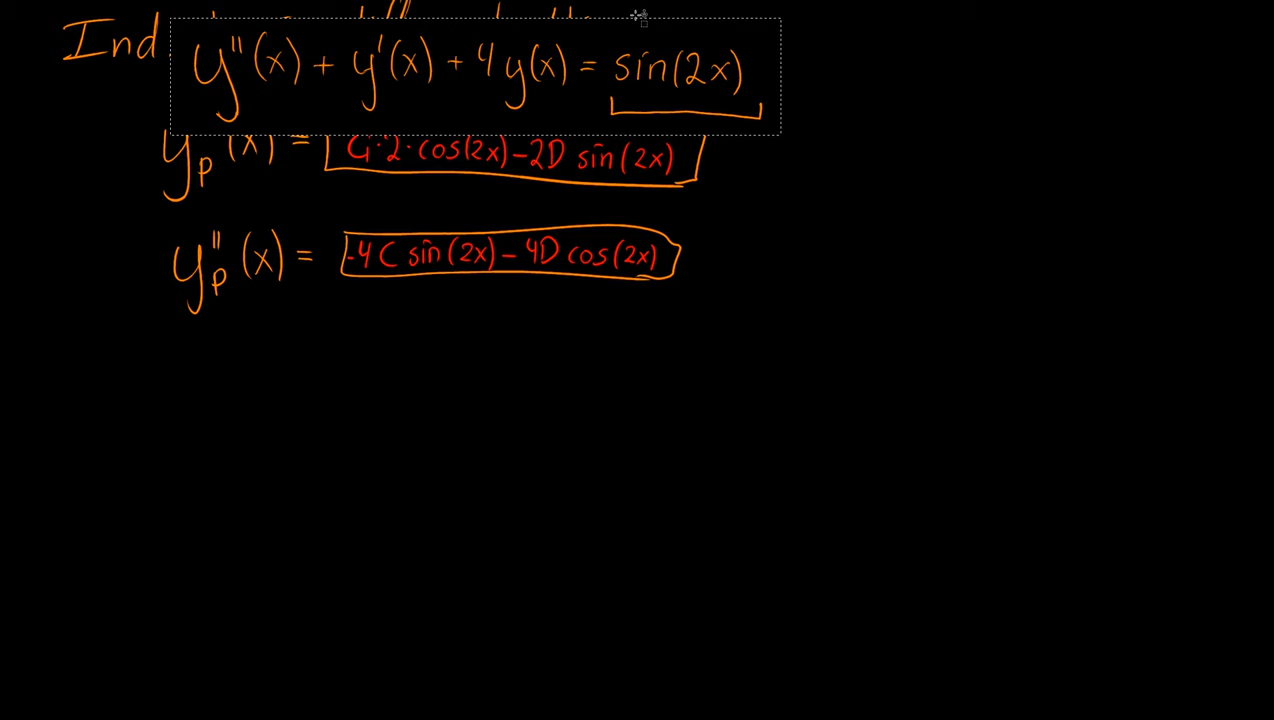 Ind
y''(x) + y'(x) + 4y(x) = sin(2x)
y_p'(x) = C·2·cos(2x) - 2D sin(2x)
y_p''(x) = -4C sin(2x) - 4D cos(2x)